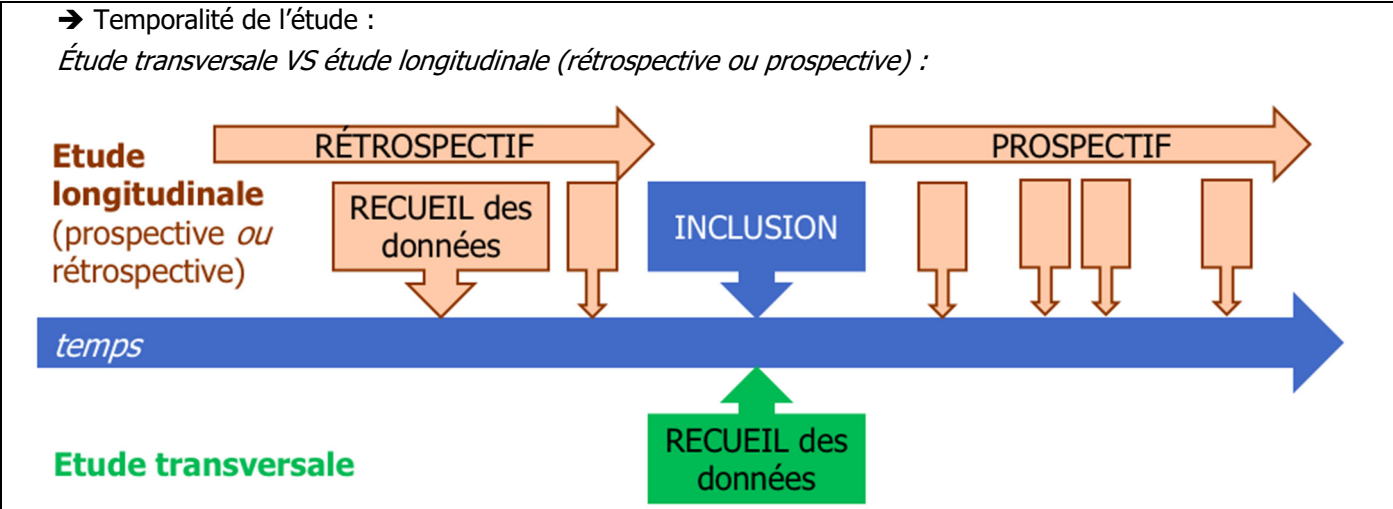 ➔ Temporalité de l’étude :
Étude transversale VS étude longitudinale (rétrospective ou prospective) :
RÉTROSPECTIF
PROSPECTIF
Etude
longitudinale
(prospective ou
rétrospective)
RECUEIL des
données
INCLUSION
temps
Etude transversale
RECUEIL des
données